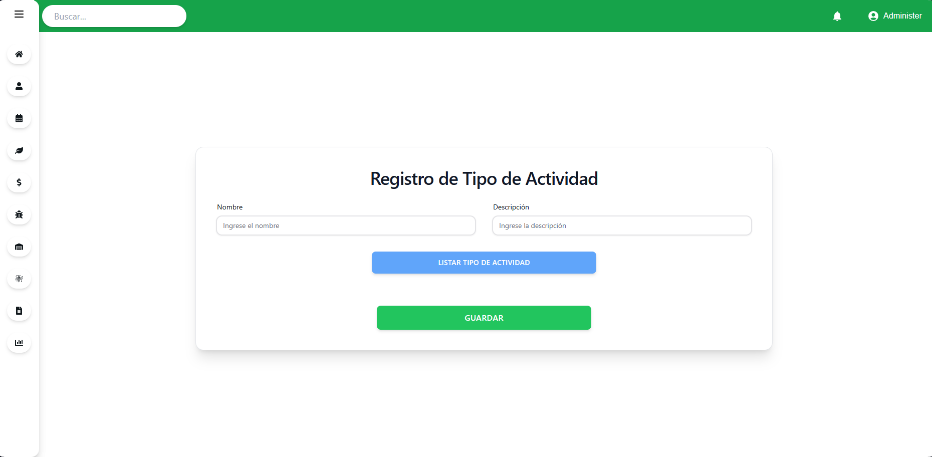 Buscar...
Administer
Registro de Tipo de Actividad
Nombre
Descripción
Ingrese el nombre
Ingrese la descripción
LISTAR TIPO DE ACTIVIDAD
GUARDAR